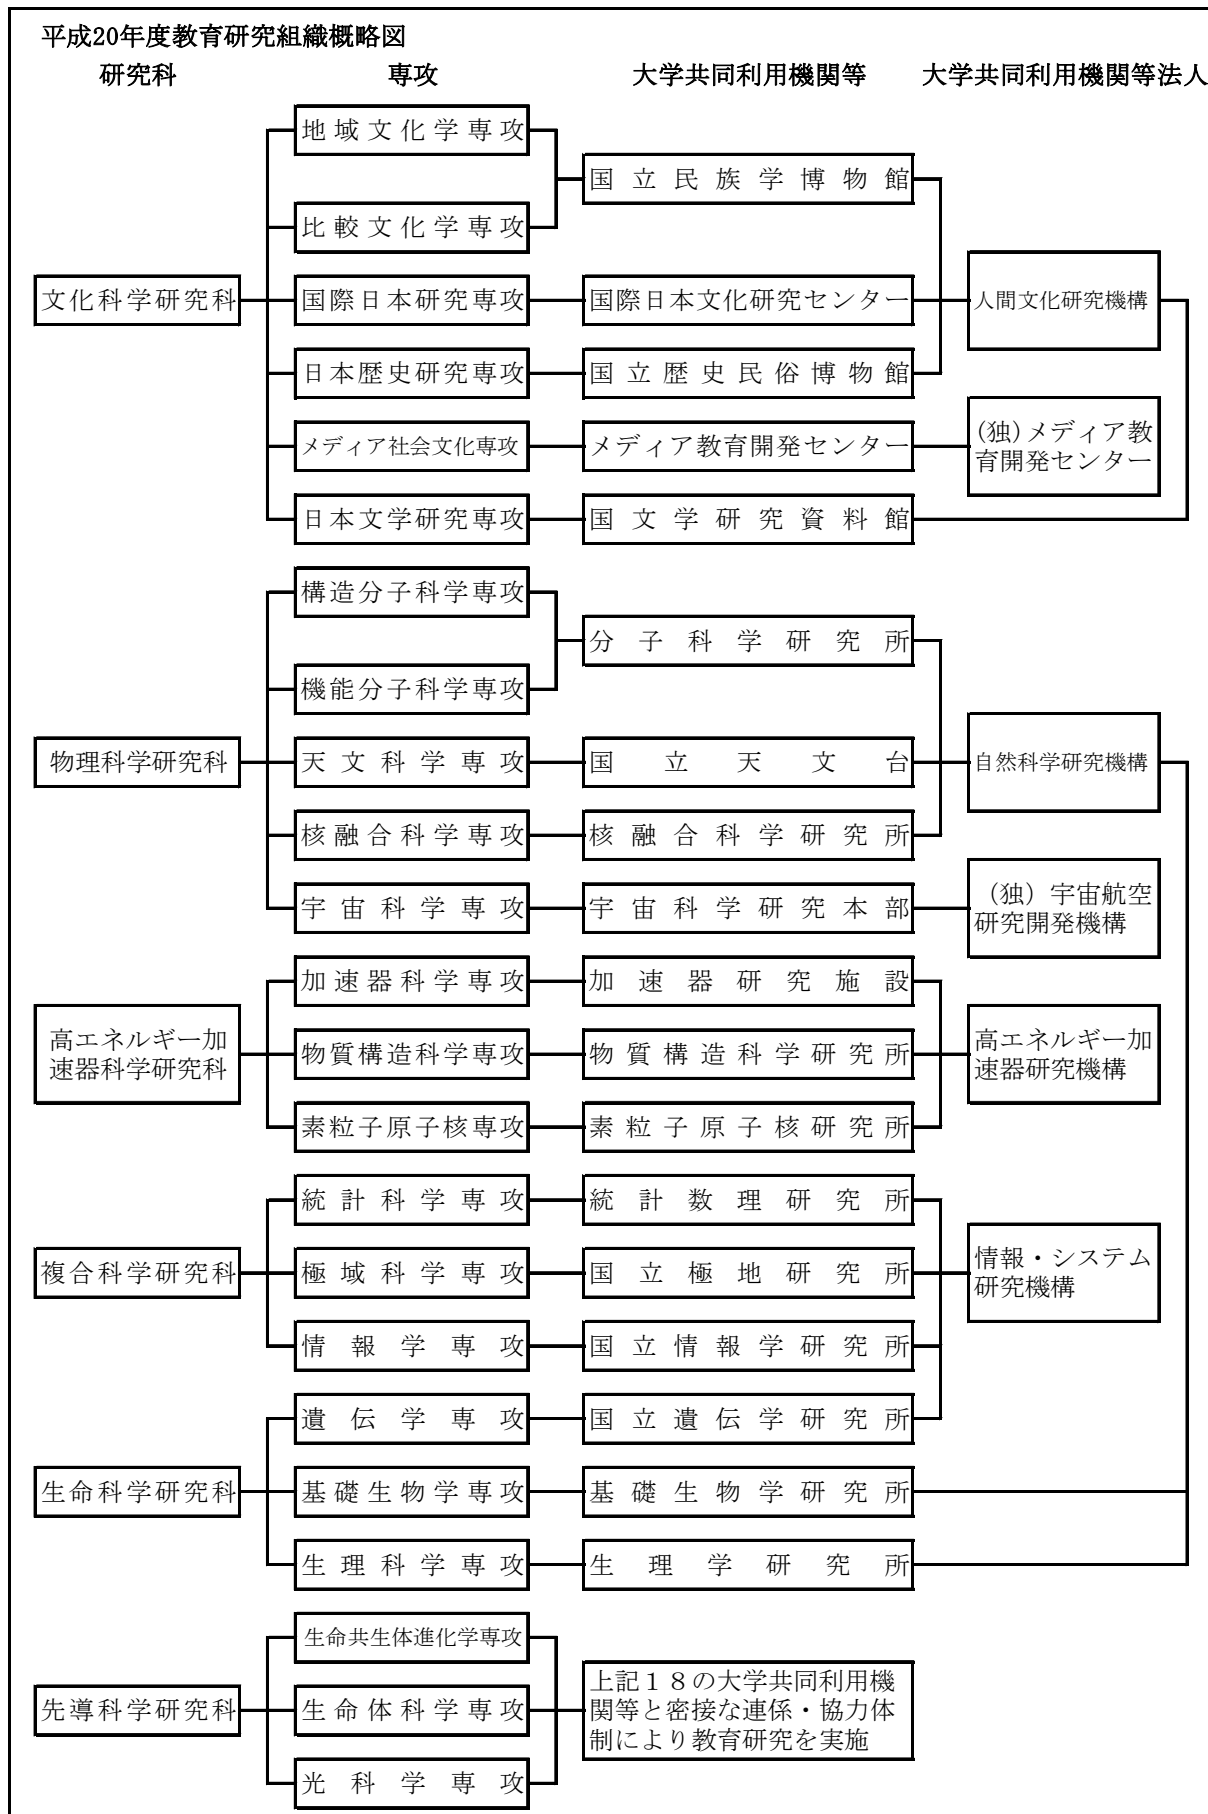 平成20年度教育研究組織概略図
研究科 専攻 大学共同利用機関等 大学共同利用機関等法人
地域文化学専攻
国立民族学博物館
比較文化学専攻
文化科学研究科 国際日本研究専攻 国際日本文化研究センター 人間文化研究機構
日本歴史研究専攻 国立歴史民俗博物館
メディア社会文化専攻 メディア教育開発センター (独)メディア教
育開発センター
日本文学研究専攻 国文学研究資料館
構造分子科学専攻
分子科学研究所
機能分子科学専攻
物理科学研究科 天文科学専攻 国立天文台 自然科学研究機構
核融合科学専攻 核融合科学研究所
宇宙科学専攻 宇宙科学研究本部 (独)宇宙航空
研究開発機構
加速器科学専攻 加速器研究施設
高エネルギー加
速器科学研究科
物質構造科学専攻 物質構造科学研究所
高エネルギー加
速器研究機構
素粒子原子核専攻 素粒子原子核研究所
統計科学専攻 統計数理研究所
複合科学研究科 極域科学専攻 国立極地研究所 情報・システム
研究機構
情報学専攻 国立情報学研究所
遺伝学専攻 国立遺伝学研究所
生命科学研究科 基礎生物学専攻 基礎生物学研究所
生理科学専攻 生理学研究所
生命共生体進化学専攻
先導科学研究科 生命体科学専攻
上記18の大学共同利用機
関等と密接な連係・協力体
制により教育研究を実施
光科学専攻